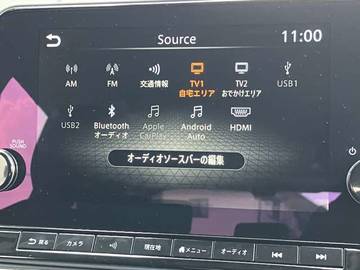 Source
11:00
AM
FM
交通情報
TV1
自宅エリア
TV2
おでかけエリア
USB1
USB2
Bluetooth
オーディオ
Apple
CarPlay
Android
Auto
HDMI
オーディオソースバーの編集
PUSH
SOUND
戻る
カメラ
現在地
メニュー
オーディオ